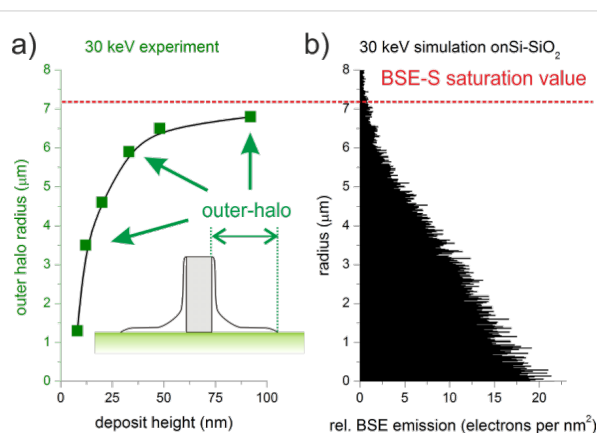 a)
30 keV experiment
8
7
6
5
4
3
2
1
0
outer halo radius (µm)
outer-halo
0
25
50
75
100
deposit height (nm)
b)
30 keV simulation onSi-SiO2
BSE-S saturation value
8
7
6
5
4
3
2
1
0
radius (µm)
0
5
10
15
20
rel. BSE emission (electrons per nm²)